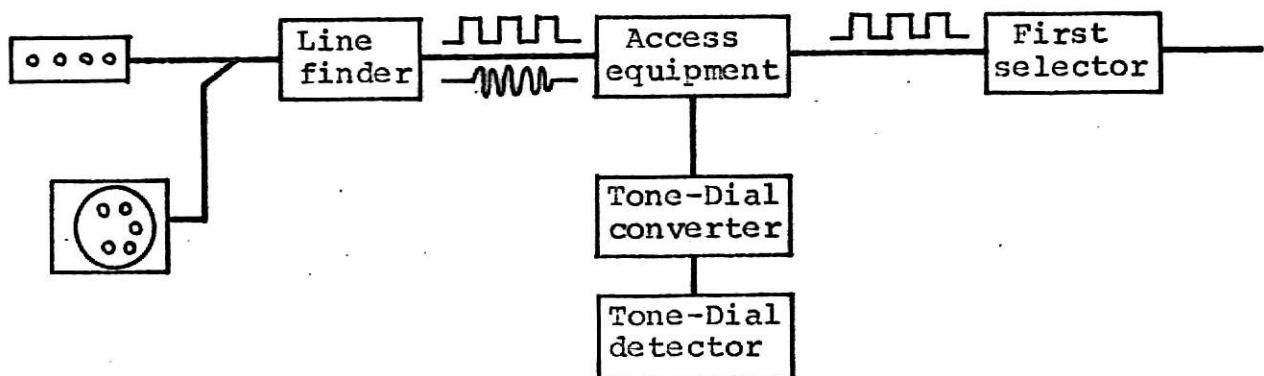 Line
finder
Access
equipment
First
selector
Tone-Dial
converter
Tone-Dial
detector